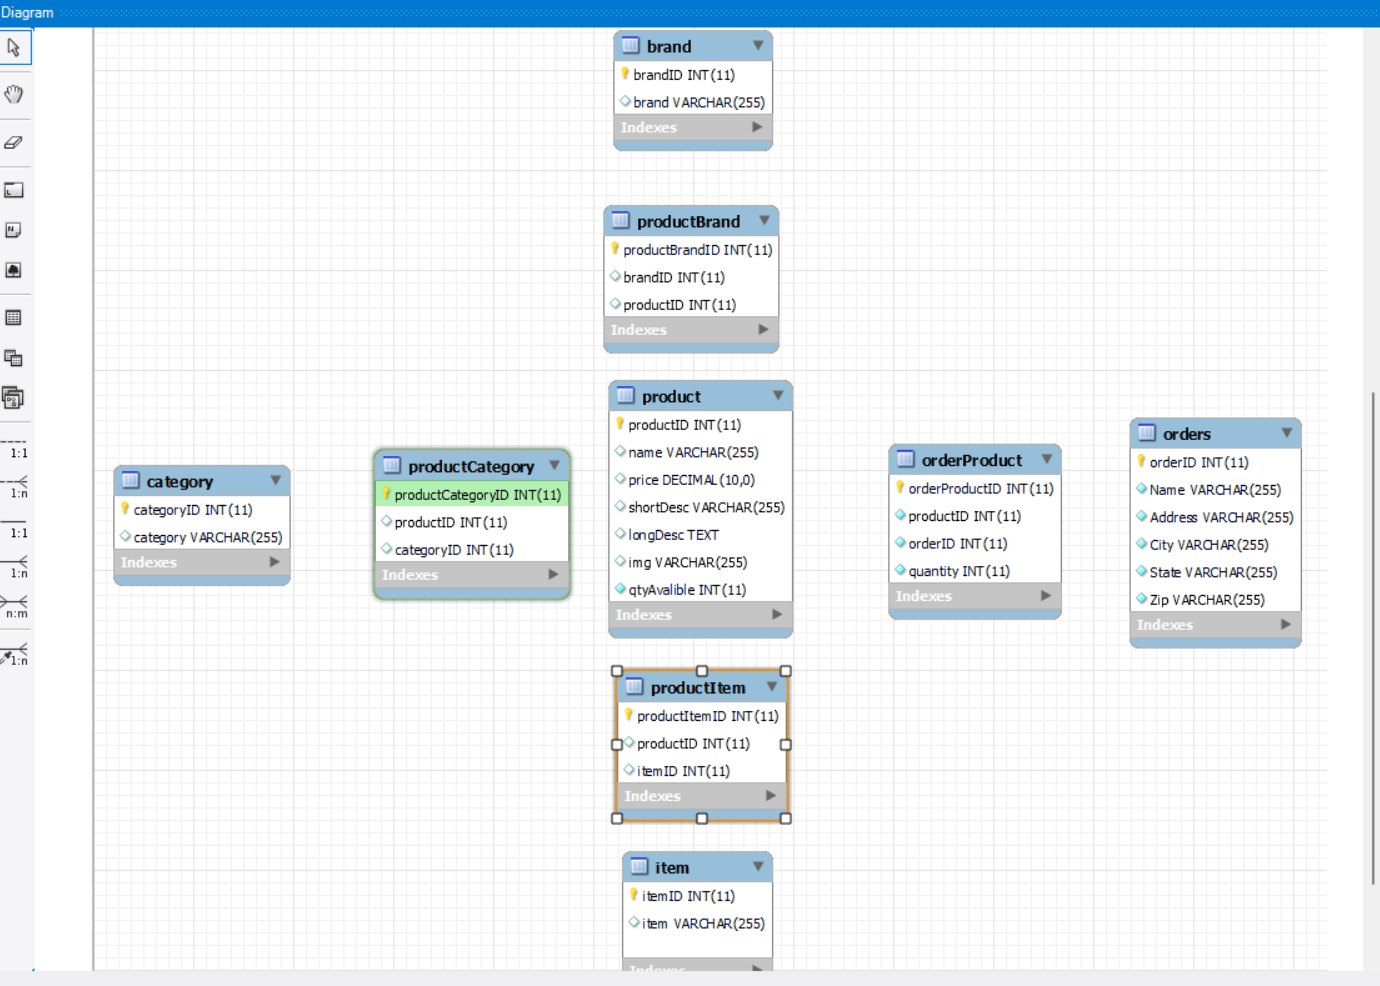 Diagram
brand
brandID INT(11)
brand VARCHAR(255)
Indexes
productBrand
productBrandID INT(11)
brandID INT(11)
productID INT(11)
Indexes
product
productID INT(11)
name VARCHAR(255)
price DECIMAL(10,0)
shortDesc VARCHAR(255)
longDesc TEXT
img VARCHAR(255)
qtyAvalible INT(11)
Indexes
category
categoryID INT(11)
category VARCHAR(255)
Indexes
productCategory
productCategoryID INT(11)
productID INT(11)
categoryID INT(11)
Indexes
orderProduct
orderProductID INT(11)
productID INT(11)
orderID INT(11)
quantity INT(11)
Indexes
orders
orderID INT(11)
Name VARCHAR(255)
Address VARCHAR(255)
City VARCHAR(255)
State VARCHAR(255)
Zip VARCHAR(255)
Indexes
productItem
productItemID INT(11)
productID INT(11)
itemID INT(11)
Indexes
item
itemID INT(11)
item VARCHAR(255)
Indexes
1:1
1:n
1:1
1:n
n:m
1:n